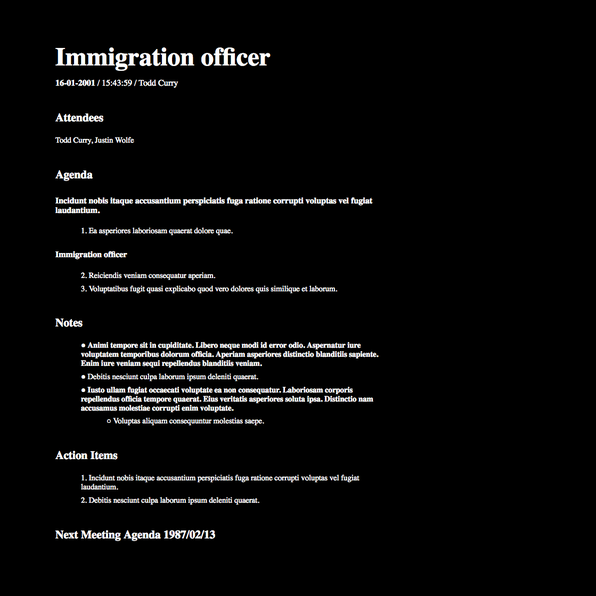 Immigration officer
16-01-2001 / 15:43:59 / Todd Curry
Attendees
Todd Curry, Justin Wolfe
Agenda
Incidunt nobis itaque accusantium perspiciatis fuga ratione corrupti voluptas vel fugiat
laudantium.
1. Ea asperiores laboriosam quaerat dolore quae.
Immigration officer
2. Reiciendis veniam consequatur aperiam.
3. Voluptatibus fugit quasi explicabo quod vero dolores quis similique et laborum.
Notes
● Animi tempore sit in cupiditate. Libero neque modi id error odio. Aspernatur iure
voluptatem temporibus dolorum officia. Aperiam asperiores distinctio blanditiis sapiente.
Enim iure veniam sequi repellendus blanditiis veniam.
● Debitis nesciunt culpa laborum ipsum deleniti quaerat.
● Iusto ullam fugiat occaecati voluptate ea non consequatur. Laboriosam corporis
repellendus officia tempore quaerat. Eius veritatis asperiores soluta ipsa. Distinctio nam
accusamus molestiae corrupti enim voluptate.
○ Voluptas aliquam consequuntur molestias saepe.
Action Items
1. Incidunt nobis itaque accusantium perspiciatis fuga ratione corrupti voluptas vel fugiat
laudantium.
2. Debitis nesciunt culpa laborum ipsum deleniti quaerat.
Next Meeting Agenda 1987/02/13